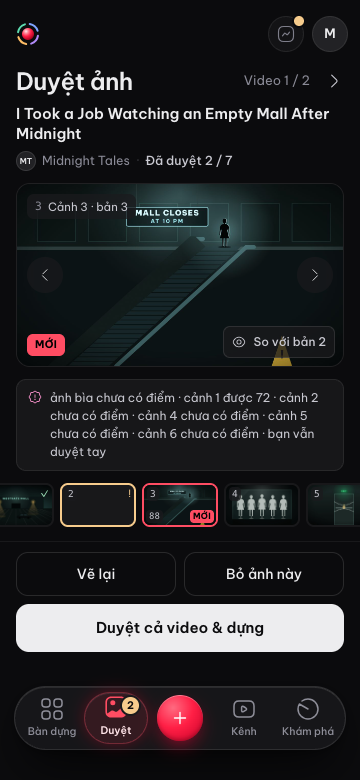 M
Duyệt ảnh
Video 1 / 2
I Took a Job Watching an Empty Mall After
Midnight
MT Midnight Tales · Đã duyệt 2 / 7
3 Cảnh 3 · bản 3
MALL CLOSES
AT 10 PM
MỚI
So với bản 2
ảnh bìa chưa có điểm · cảnh 1 được 72 · cảnh 2
chưa có điểm · cảnh 4 chưa có điểm · cảnh 5
chưa có điểm · cảnh 6 chưa có điểm · bạn vẫn
duyệt tay
2 !
3
88 MỚI
4
5
Vẽ lại
Bỏ ảnh này
Duyệt cả video & dựng
2
Bàn dựng
Duyệt
Kênh
Khám phá